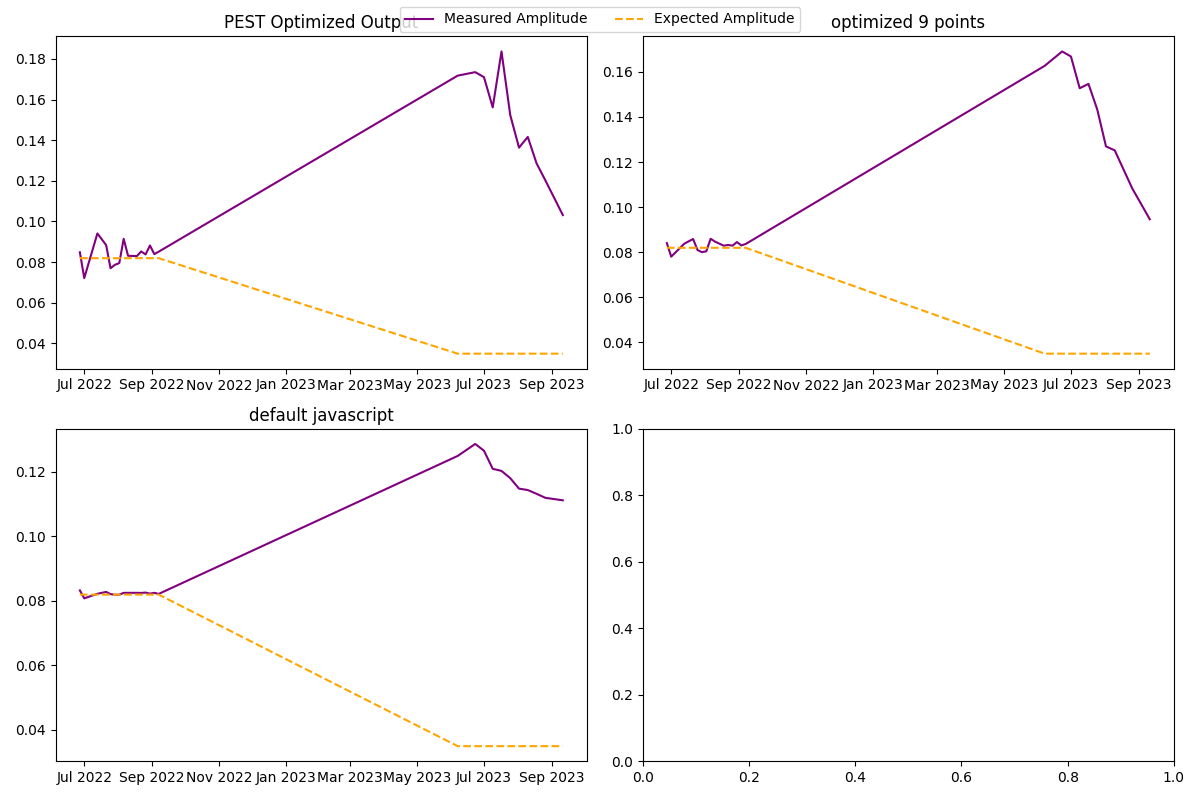 PEST Optimized Output
Measured Amplitude
Expected Amplitude
optimized 9 points
0.18
0.16
0.14
0.12
0.10
0.08
0.06
0.04
Jul 2022 Sep 2022 Nov 2022 Jan 2023 Mar 2023 May 2023 Jul 2023 Sep 2023
0.16
0.14
0.12
0.10
0.08
0.06
0.04
Jul 2022 Sep 2022 Nov 2022 Jan 2023 Mar 2023 May 2023 Jul 2023 Sep 2023
default javascript
0.12
0.10
0.08
0.06
0.04
Jul 2022 Sep 2022 Nov 2022 Jan 2023 Mar 2023 May 2023 Jul 2023 Sep 2023
1.0
0.8
0.6
0.4
0.2
0.0
0.0 0.2 0.4 0.6 0.8 1.0